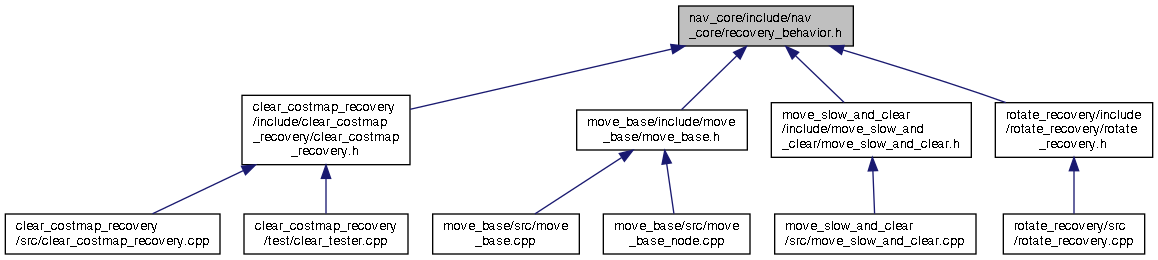 nav_core/include/nav
_core/recovery_behavior.h
clear_costmap_recovery
/include/clear_costmap
_recovery/clear_costmap
_recovery.h
move_base/include/move
_base/move_base.h
move_slow_and_clear
/include/move_slow_and
_clear/move_slow_and_clear.h
rotate_recovery/include
/rotate_recovery/rotate
_recovery.h
clear_costmap_recovery
/src/clear_costmap_recovery.cpp
clear_costmap_recovery
/test/clear_tester.cpp
move_base/src/move
_base.cpp
move_base/src/move
_base_node.cpp
move_slow_and_clear
/src/move_slow_and_clear.cpp
rotate_recovery/src
/rotate_recovery.cpp